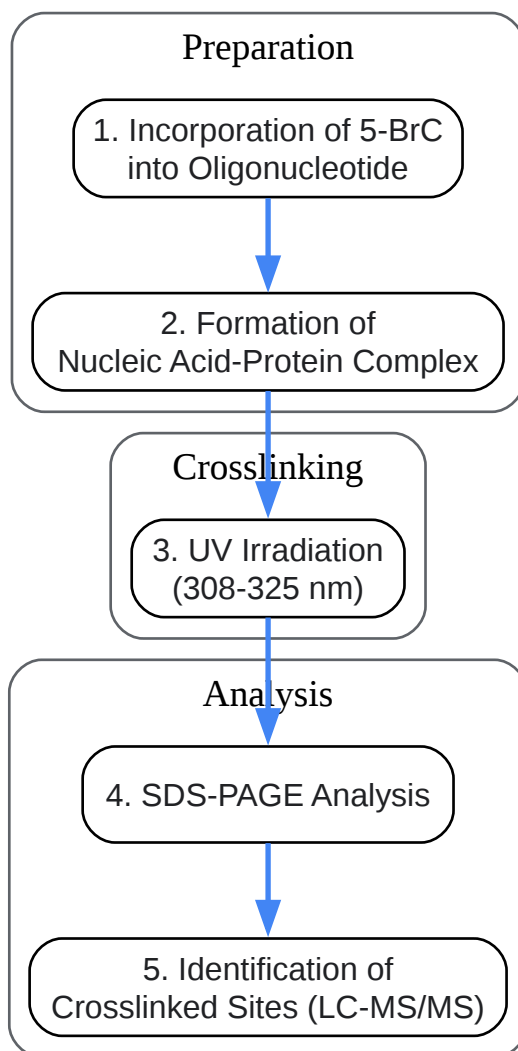 Preparation
1. Incorporation of 5-BrC
into Oligonucleotide
2. Formation of
Nucleic Acid-Protein Complex
Crosslinking
3. UV Irradiation
(308-325 nm)
Analysis
4. SDS-PAGE Analysis
5. Identification of
Crosslinked Sites (LC-MS/MS)